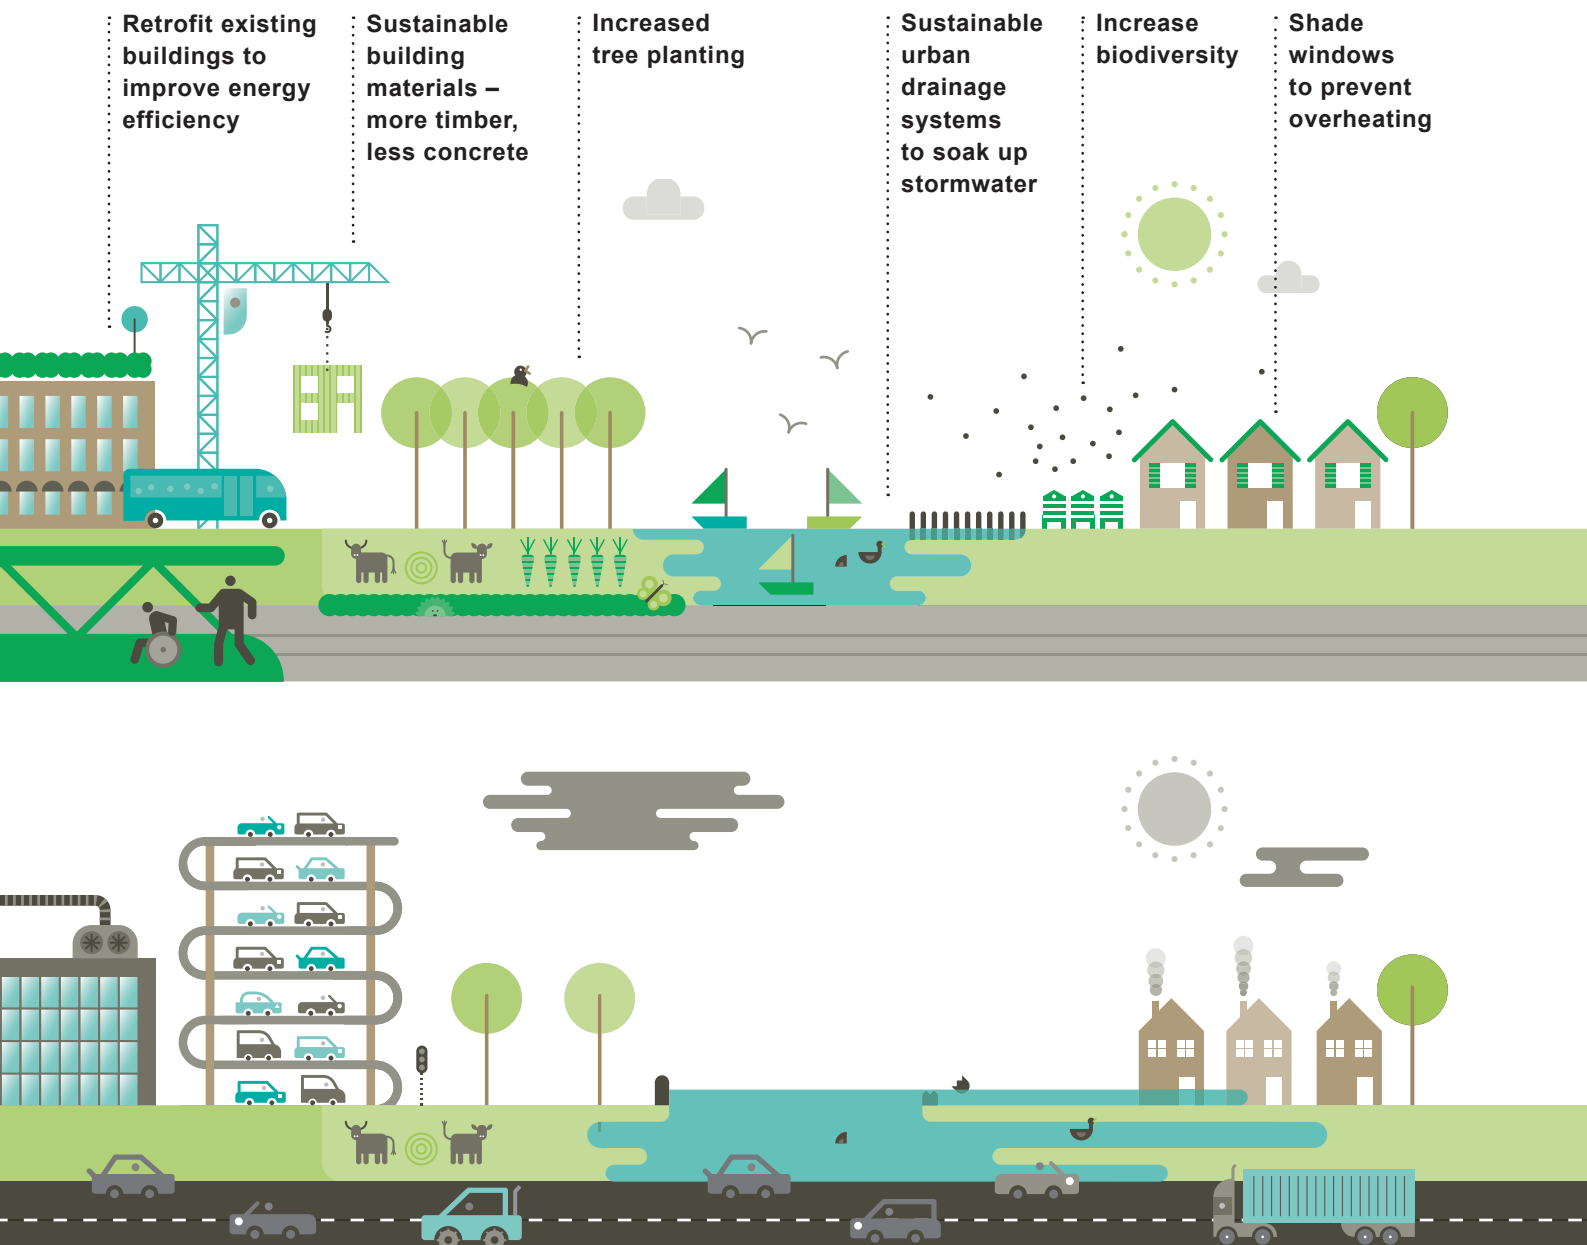 Retrofit existing
buildings to
improve energy
efficiency
Sustainable
building
materials –
more timber,
less concrete
Increased
tree planting
Sustainable
urban
drainage
systems
to soak up
stormwater
Increase
biodiversity
Shade
windows
to prevent
overheating